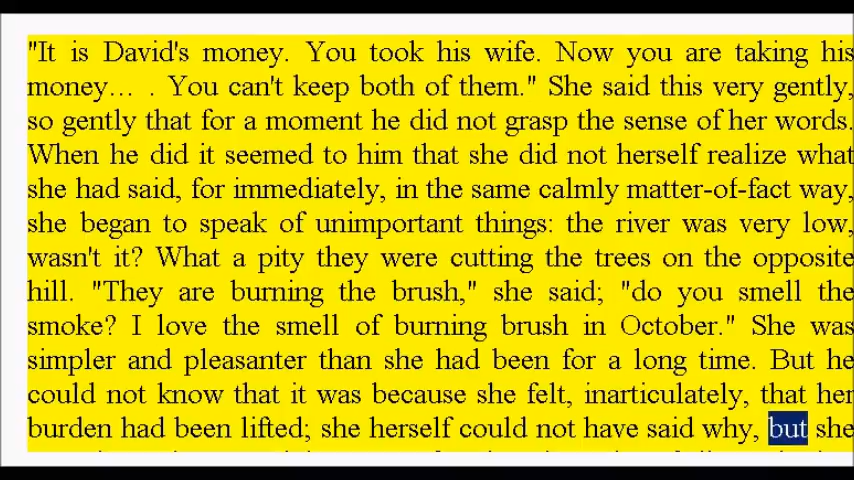 "It is David's money. You took his wife. Now you are taking his
money… . You can't keep both of them." She said this very gently,
so gently that for a moment he did not grasp the sense of her words.
When he did it seemed to him that she did not herself realize what
she had said, for immediately, in the same calmly matter-of-fact way,
she began to speak of unimportant things: the river was very low,
wasn't it? What a pity they were cutting the trees on the opposite
hill. "They are burning the brush," she said; "do you smell the
smoke? I love the smell of burning brush in October." She was
simpler and pleasanter than she had been for a long time. But he
could not know that it was because she felt, inarticulately, that her
burden had been lifted; she herself could not have said why, but she